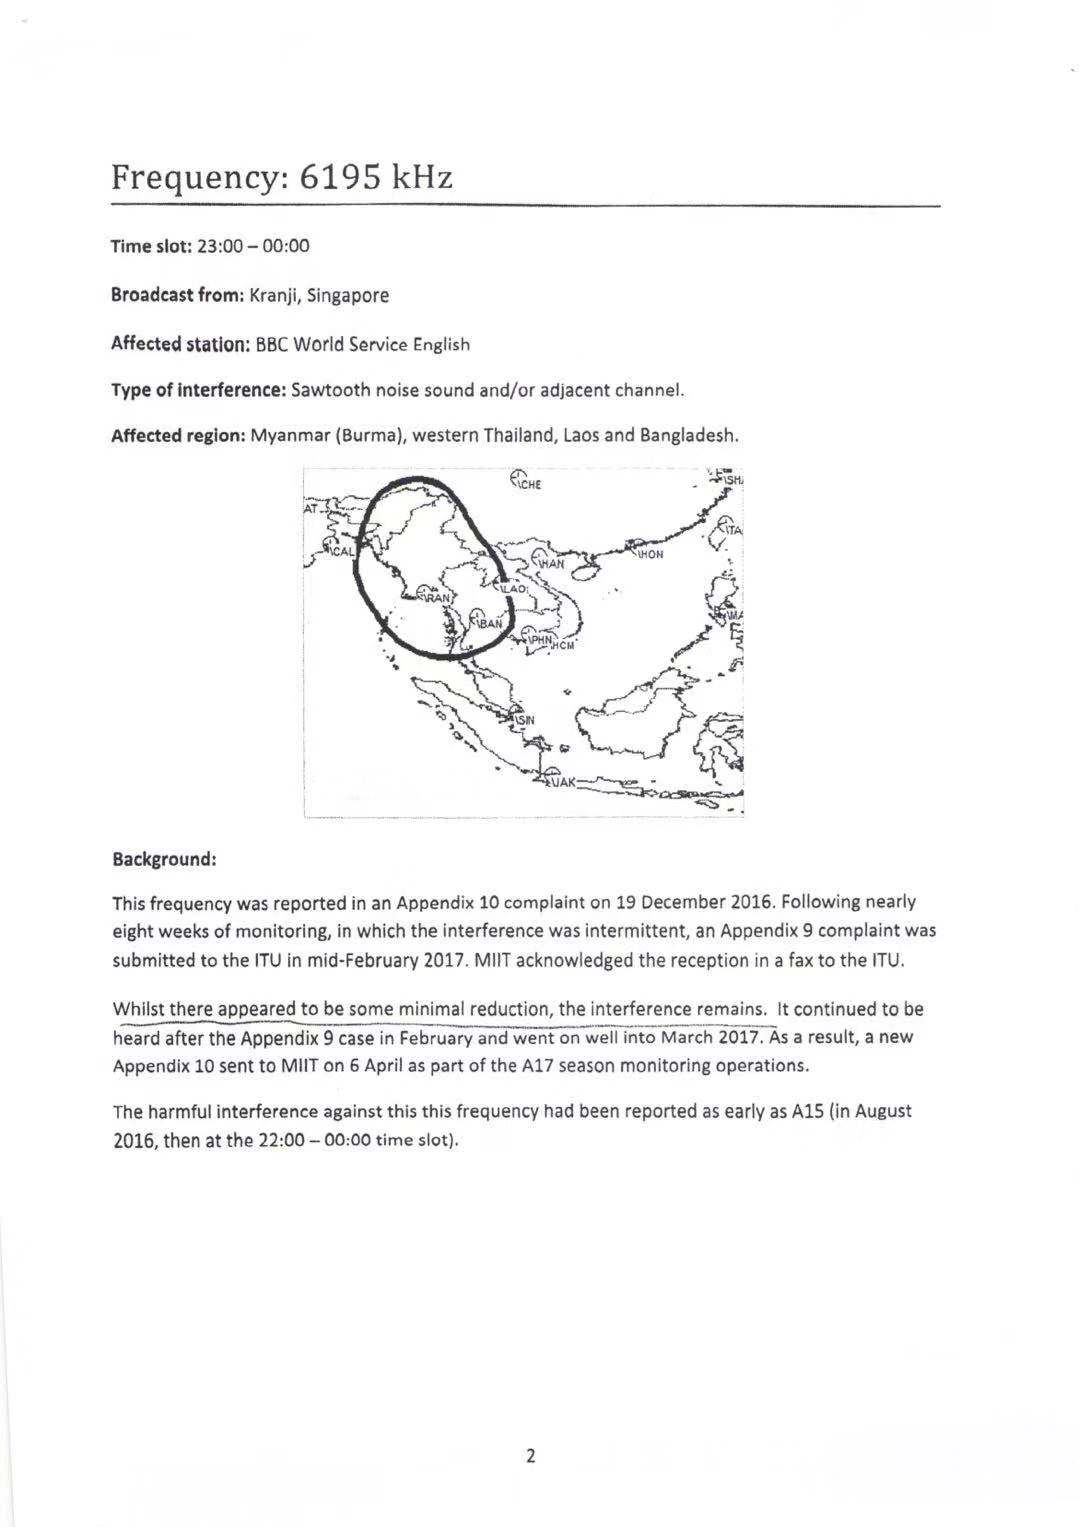 Frequency: 6195 kHz
Time slot: 23:00 – 00:00
Broadcast from: Kranji, Singapore
Affected station: BBC World Service English
Type of interference: Sawtooth noise sound and/or adjacent channel.
Affected region: Myanmar (Burma), western Thailand, Laos and Bangladesh.
CHE
SH
AT
TA
CAL
HAN
HON
LAO
RAN
BAN
MA
PHN
HCM
SIN
JAK
Background:
This frequency was reported in an Appendix 10 complaint on 19 December 2016. Following nearly
eight weeks of monitoring, in which the interference was intermittent, an Appendix 9 complaint was
submitted to the ITU in mid-February 2017. MIIT acknowledged the reception in a fax to the ITU.
Whilst there appeared to be some minimal reduction, the interference remains. It continued to be
heard after the Appendix 9 case in February and went on well into March 2017. As a result, a new
Appendix 10 sent to MIIT on 6 April as part of the A17 season monitoring operations.
The harmful interference against this this frequency had been reported as early as A15 (in August
2016, then at the 22:00 – 00:00 time slot).
2